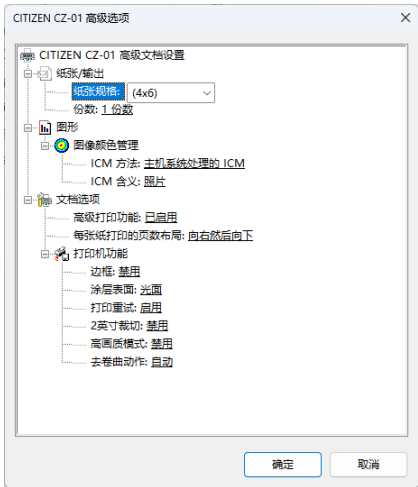 CITIZEN CZ-01 高级选项
CITIZEN CZ-01 高级文档设置
纸张/输出
纸张规格: (4x6)
份数: 1 份数
图形
图像颜色管理
ICM 方法: 主机系统处理的 ICM
ICM 含义: 照片
文档选项
高级打印功能: 已启用
每张纸打印的页数布局: 向右然后向下
打印机功能
边框: 禁用
涂层表面: 光面
打印重试: 启用
2英寸裁切: 禁用
高画质模式: 禁用
去卷曲动作: 自动
确定 取消